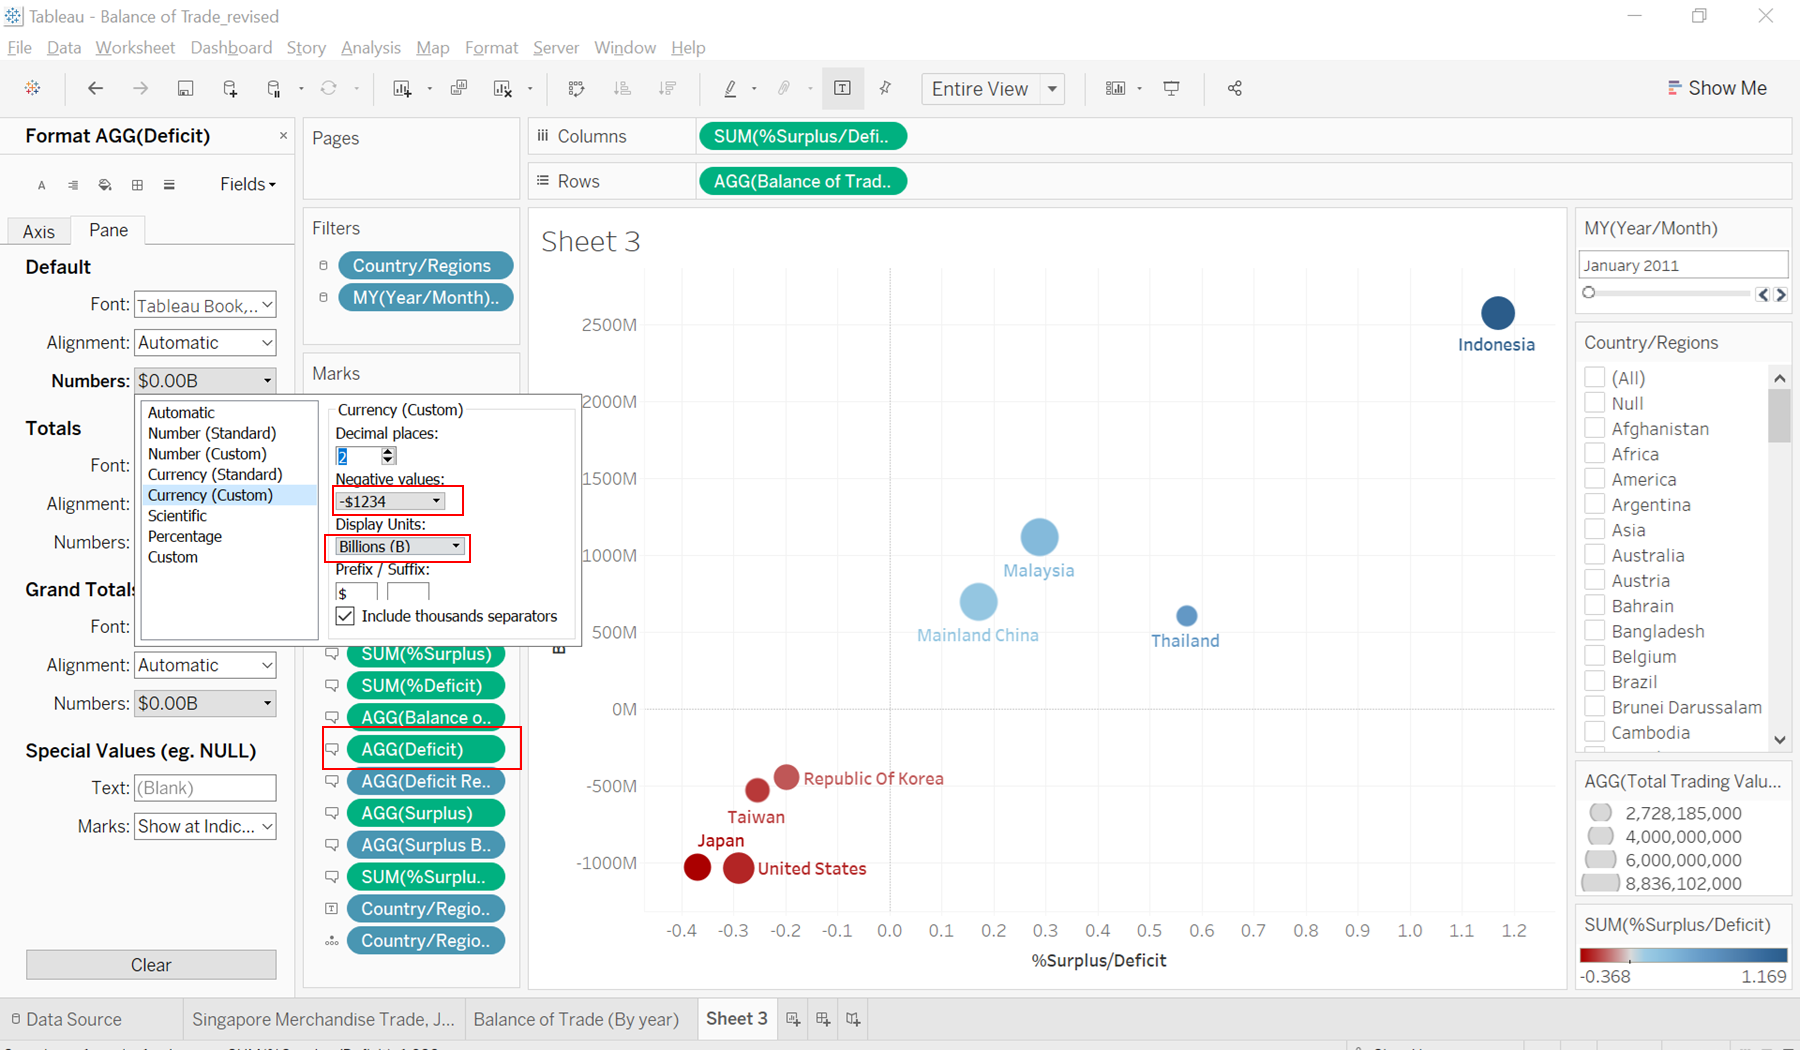 Tableau - Balance of Trade_revised
File Data Worksheet Dashboard Story Analysis Map Format Server Window Help
Entire View
Show Me
Format AGG(Deficit)
×
Fields
Axis
Pane
Default
Font: Tableau Book,..
Alignment: Automatic
Numbers: $0.00B
Totals
Font:
Alignment:
Numbers:
Grand Totals
Font:
Alignment: Automatic
Numbers: $0.00B
Special Values (eg. NULL)
Text: (Blank)
Marks: Show at Indic...
Clear
Automatic
Number (Standard)
Number (Custom)
Currency (Standard)
Currency (Custom)
Scientific
Percentage
Custom
Currency (Custom)
Decimal places:
2
Negative values:
-$1234
Display Units:
Billions (B)
Prefix / Suffix:
$
Include thousands separators
Pages
Filters
Country/Regions
MY(Year/Month)..
Marks
SUM(%Surplus)
SUM(%Deficit)
AGG(Balance o..
AGG(Deficit)
AGG(Deficit Re..
AGG(Surplus)
AGG(Surplus B..
SUM(%Surplu..
Country/Regio..
Country/Regio..
Columns
SUM(%Surplus/Defi..
Rows
AGG(Balance of Trad..
Sheet 3
2500M
2000M
1500M
1000M
500M
0M
-500M
-1000M
Indonesia
Malaysia
Mainland China
Thailand
Republic Of Korea
Taiwan
Japan
United States
-0.4 -0.3 -0.2 -0.1 0.0 0.1 0.2 0.3 0.4 0.5 0.6 0.7 0.8 0.9 1.0 1.1 1.2
%Surplus/Deficit
MY(Year/Month)
January 2011
Country/Regions
(All)
Null
Afghanistan
Africa
America
Argentina
Asia
Australia
Austria
Bahrain
Bangladesh
Belgium
Brazil
Brunei Darussalam
Cambodia
AGG(Total Trading Valu...
2,728,185,000
4,000,000,000
6,000,000,000
8,836,102,000
SUM(%Surplus/Deficit)
-0.368 1.169
Data Source
Singapore Merchandise Trade, J...
Balance of Trade (By year)
Sheet 3